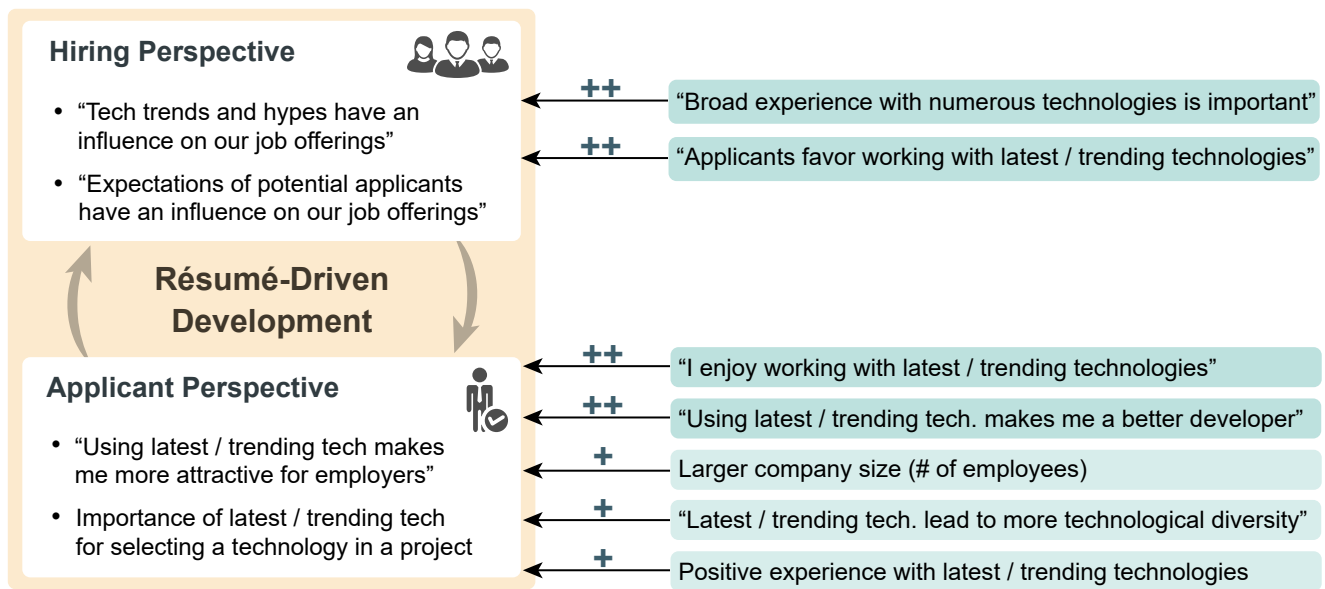 Hiring Perspective
• “Tech trends and hypes have an
influence on our job offerings”
• “Expectations of potential applicants
have an influence on our job offerings”
++
“Broad experience with numerous technologies is important”
++
“Applicants favor working with latest / trending technologies”
Résumé-Driven
Development
Applicant Perspective
• “Using latest / trending tech makes
me more attractive for employers”
• Importance of latest / trending tech
for selecting a technology in a project
++
“I enjoy working with latest / trending technologies”
++
“Using latest / trending tech. makes me a better developer”
+
Larger company size (# of employees)
+
“Latest / trending tech. lead to more technological diversity”
+
Positive experience with latest / trending technologies